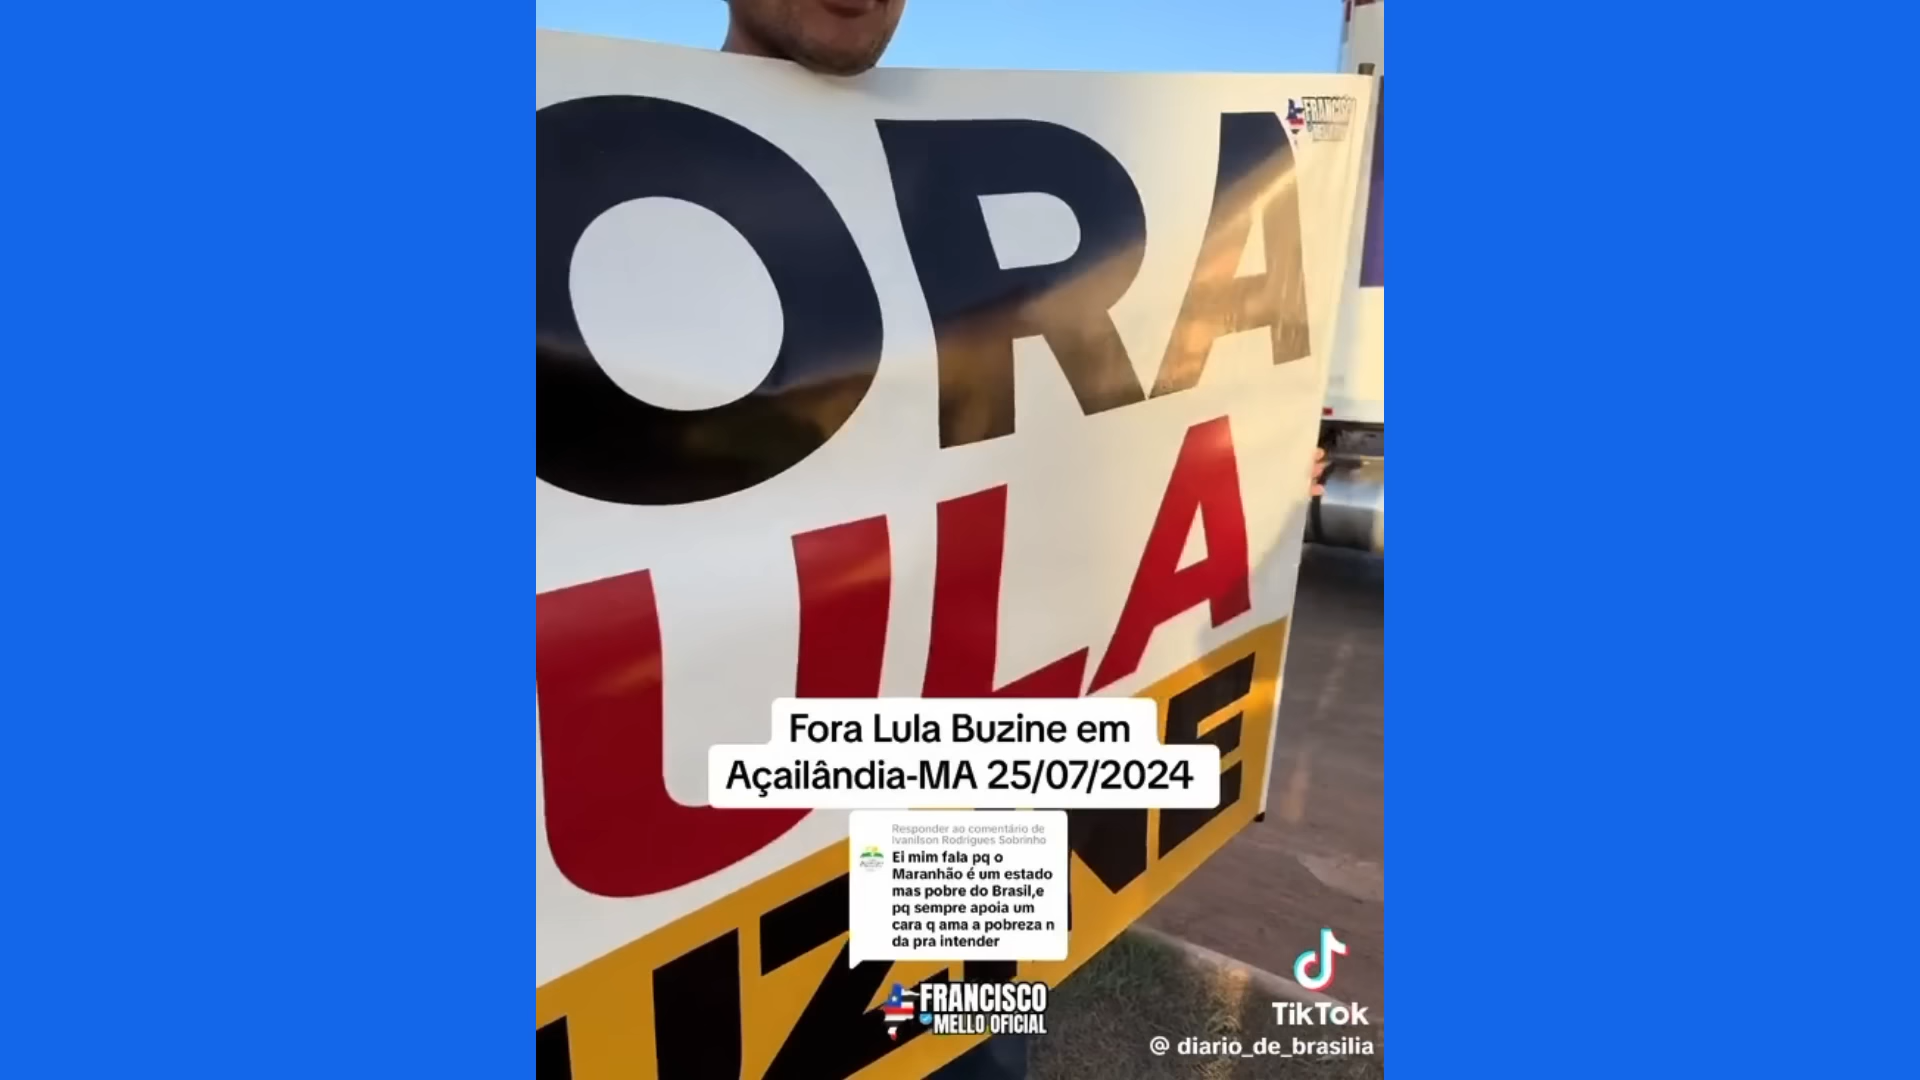 ORA
ULA
UZINE
FRANCISCO
Fora Lula Buzine em
Açailândia-MA 25/07/2024
Responder ao comentário de
Ivanilson Rodrigues Sobrinho
Ei mim fala pq o
Maranhão é um estado
mas pobre do Brasil,e
pq sempre apoia um
cara q ama a pobreza n
da pra intender
FRANCISCO
MELLO OFICIAL
TikTok
@ diario_de_brasilia